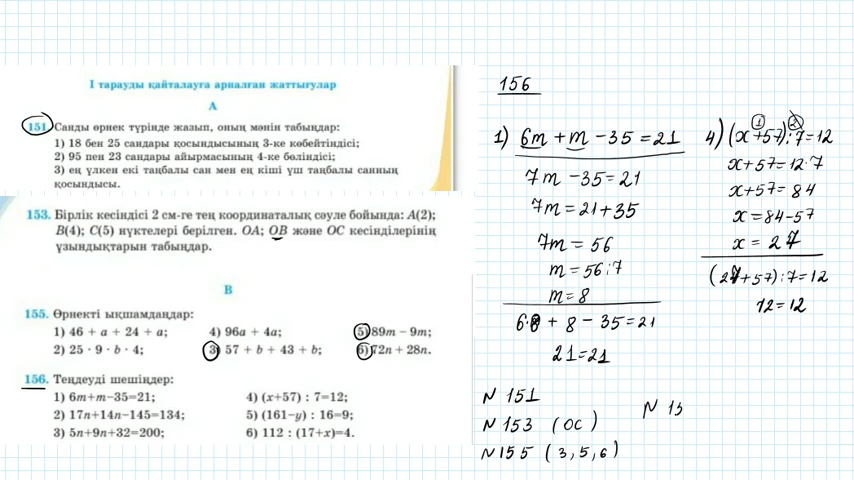 I тарауды қайталауға арналған жаттығулар
А
151. Санды өрнек түрінде жазып, оның мәнін табыңдар:
1) 18 бен 25 сандары қосындысының 3-ке көбейтіндісі;
2) 95 пен 23 сандары айырмасының 4-ке бөліндісі;
3) ең үлкен екі таңбалы сан мен ең кіші үш таңбалы санның
қосындысы.
153. Бірлік кесіндісі 2 см-ге тең координаталық сәуле бойында: A(2);
B(4); C(5) нүктелері берілген. OA; OB және OC кесінділерінің
ұзындықтарын табыңдар.
В
155. Өрнекті ықшамдаңдар:
1) 46 + a + 24 + a; 4) 96a + 4a; 5) 89m − 9m;
2) 25 · 9 · b · 4; 3) 57 + b + 43 + b; 6) 72n + 28n.
156. Теңдеуді шешіңдер:
1) 6m+m−35=21; 4) (x+57) : 7=12;
2) 17n+14n−145=134; 5) (161−y) : 16=9;
3) 5n+9n+32=200; 6) 112 : (17+x)=4.
156
1) 6m + m − 35 = 21
7m − 35 = 21
7m = 21 + 35
7m = 56
m = 56 : 7
m = 8
6·8 + 8 − 35 = 21
21 = 21
1 2
4) (x + 57) : 7 = 12
x + 57 = 12 · 7
x + 57 = 84
x = 84 − 57
x = 27
(27 + 57) : 7 = 12
12 = 12
N 151
N 153 (OC)
N 155 (3, 5, 6)
N 15